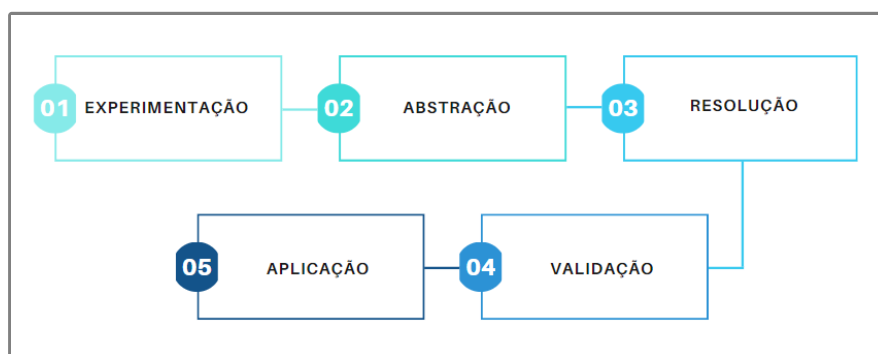 01 EXPERIMENTAÇÃO
02 ABSTRAÇÃO
03 RESOLUÇÃO
04 VALIDAÇÃO
05 APLICAÇÃO